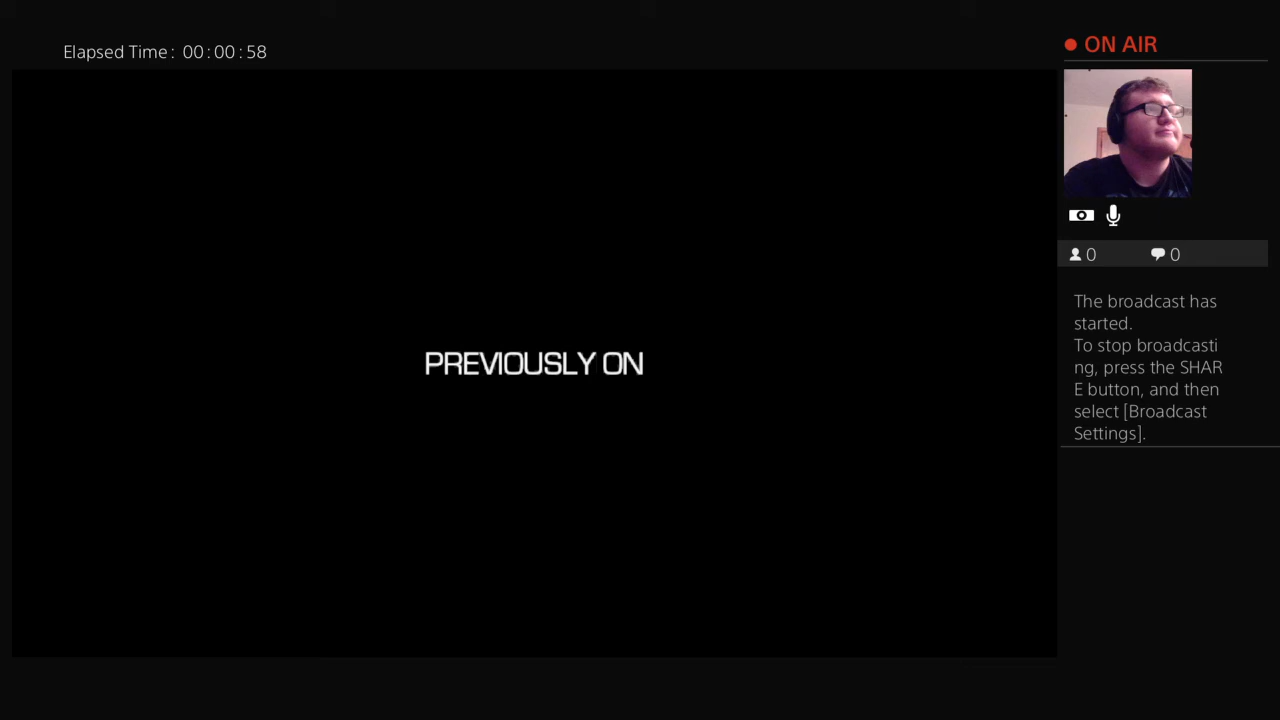 Elapsed Time: 00:00:58
ON AIR
0 0
PREVIOUSLY ON
The broadcast has
started.
To stop broadcasti
ng, press the SHAR
E button, and then
select [Broadcast
Settings].